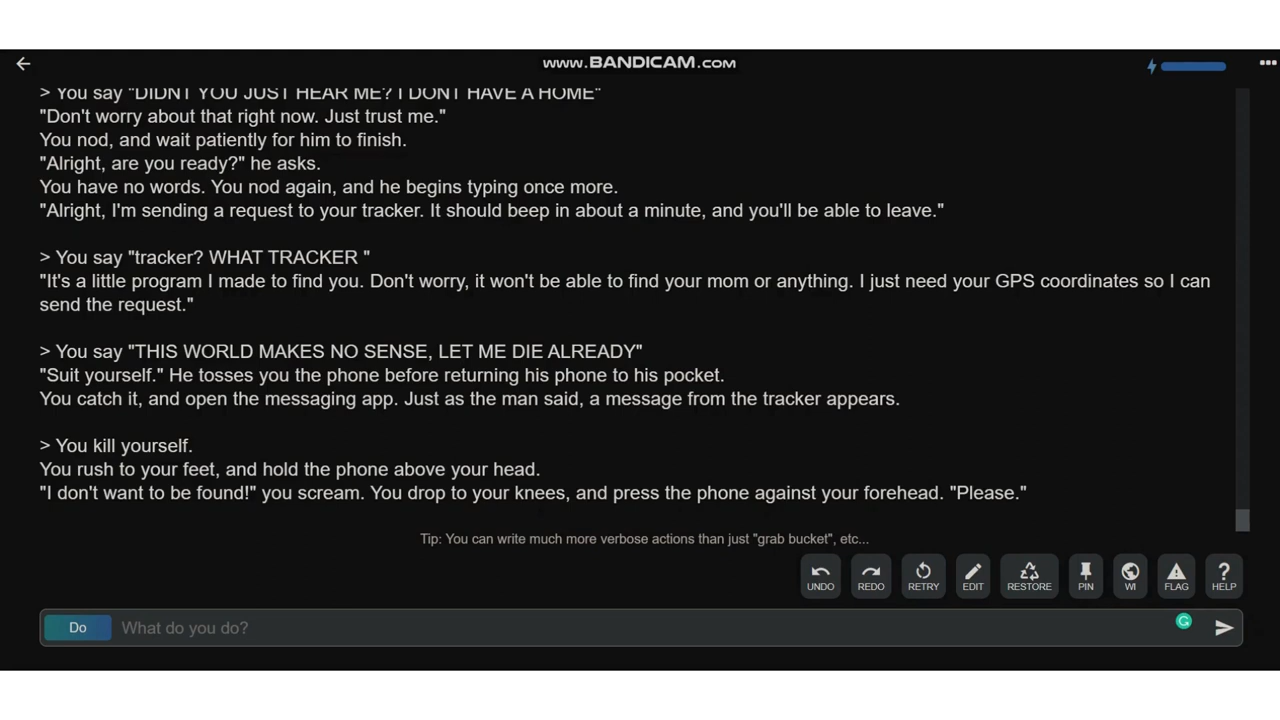 www.BANDICAM.com
> You say "DIDNT YOU JUST HEAR ME? I DONT HAVE A HOME"
"Don't worry about that right now. Just trust me."
You nod, and wait patiently for him to finish.
"Alright, are you ready?" he asks.
You have no words. You nod again, and he begins typing once more.
"Alright, I'm sending a request to your tracker. It should beep in about a minute, and you'll be able to leave."
> You say "tracker? WHAT TRACKER "
"It's a little program I made to find you. Don't worry, it won't be able to find your mom or anything. I just need your GPS coordinates so I can
send the request."
> You say "THIS WORLD MAKES NO SENSE, LET ME DIE ALREADY"
"Suit yourself." He tosses you the phone before returning his phone to his pocket.
You catch it, and open the messaging app. Just as the man said, a message from the tracker appears.
> You kill yourself.
You rush to your feet, and hold the phone above your head.
"I don't want to be found!" you scream. You drop to your knees, and press the phone against your forehead. "Please."
Tip: You can write much more verbose actions than just "grab bucket", etc...
UNDO REDO RETRY EDIT RESTORE PIN WI FLAG HELP
Do What do you do?